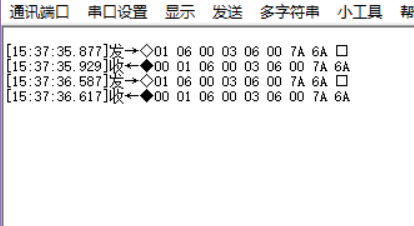 通讯端口 串口设置 显示 发送 多字符串 小工具
[15:37:35.877]发→◇01 06 00 03 06 00 7A 6A □
[15:37:35.929]收←◆00 01 06 00 03 06 00 7A 6A
[15:37:36.587]发→◇01 06 00 03 06 00 7A 6A □
[15:37:36.617]收←◆00 01 06 00 03 06 00 7A 6A